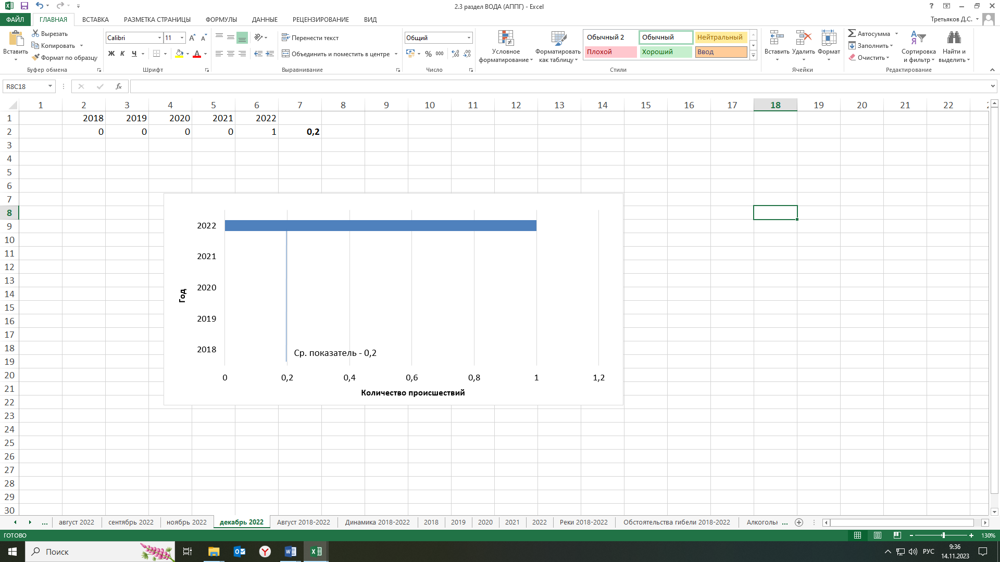 2.3 раздел ВОДА (АППГ) - Excel
ФАЙЛ ГЛАВНАЯ ВСТАВКА РАЗМЕТКА СТРАНИЦЫ ФОРМУЛЫ ДАННЫЕ РЕЦЕНЗИРОВАНИЕ ВИД Третьяков Д.С.
Вставить
Вырезать
Копировать
Формат по образцу
Буфер обмена
Calibri 11
Ж К Ч
Шрифт
Перенести текст
Объединить и поместить в центре
Выравнивание
Общий
% 000
Число
Условное форматирование
Форматировать как таблицу
Обычный 2 Обычный Нейтральный
Плохой Хороший Ввод
Стили
Вставить Удалить Формат
Ячейки
Автосумма
Заполнить
Очистить
Сортировка и фильтр
Найти и выделить
Редактирование
R8C18
1 2 3 4 5 6 7 8 9 10 11 12 13 14 15 16 17 18 19 20 21 22
1 2018 2019 2020 2021 2022
2 0 0 0 0 1 0,2
3
4
5
6
7
8
9
10
11
12
13
14
15
16
17
18
19
20
21
22
23
24
25
26
27
28
29
30
2022
2021
2020
2019
2018
Год
Ср. показатель - 0,2
0 0,2 0,4 0,6 0,8 1 1,2
Количество происшествий
... август 2022 сентябрь 2022 ноябрь 2022 декабрь 2022 Август 2018-2022 Динамика 2018-2022 2018 2019 2020 2021 2022 Реки 2018-2022 Обстоятельства гибели 2018-2022 Алкоголь ...
ГОТОВО 130%
Поиск РУС 9:36
14.11.2023